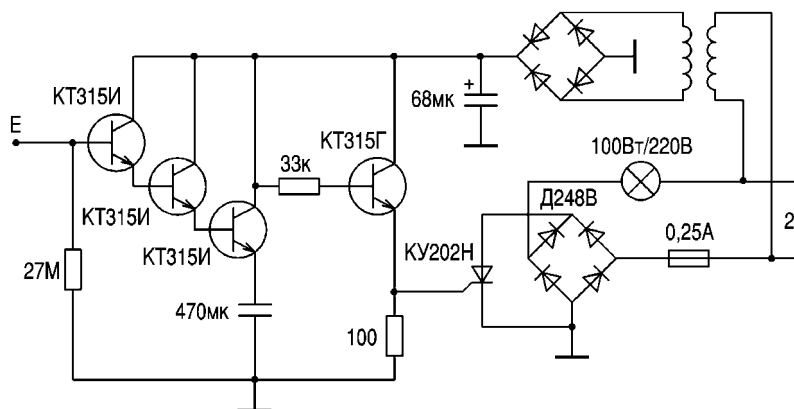 КТ315И
Е
68мк
+
КТ315Г
100Вт/220В
33к
КТ315И
Д248В
КТ315И
КУ202Н
0,25А
2
27М
470мк
100